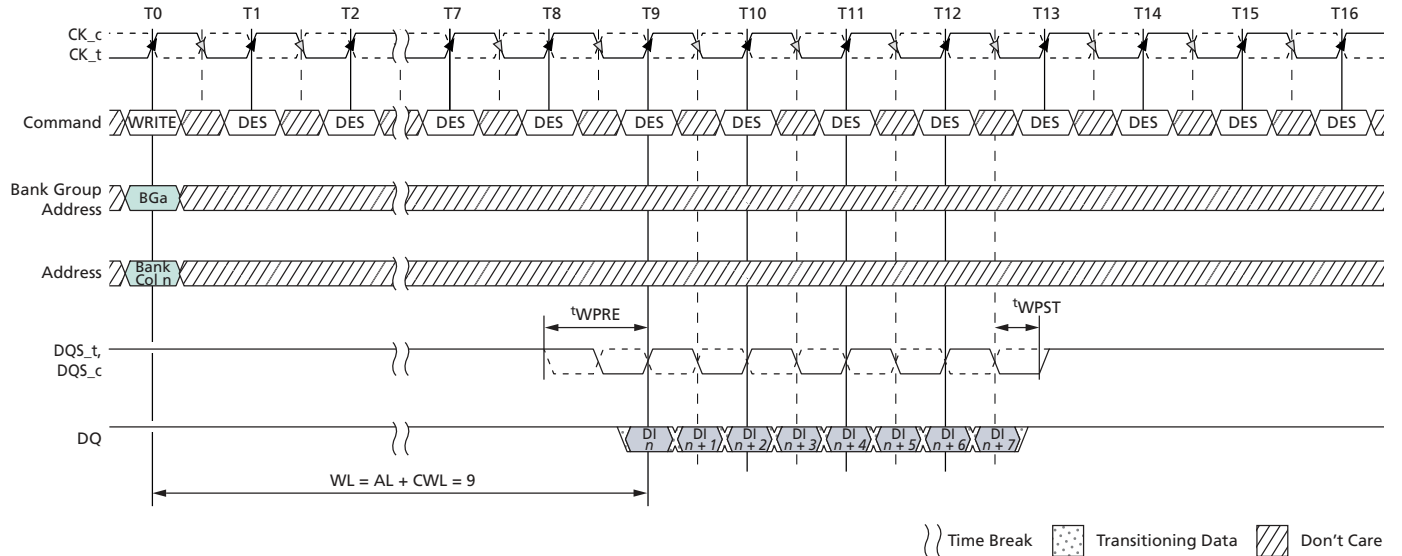 T0 T1 T2 T7 T8 T9 T10 T11 T12 T13 T14 T15 T16
CK_c
CK_t
Command WRITE DES DES DES DES DES DES DES DES DES DES DES DES
Bank Group
Address
BGa
Address
Bank
Col n
tWPRE
tWPST
DQS_t,
DQS_c
DQ
DI
n
DI
n + 1
DI
n + 2
DI
n + 3
DI
n + 4
DI
n + 5
DI
n + 6
DI
n + 7
WL = AL + CWL = 9
Time Break Transitioning Data Don't Care